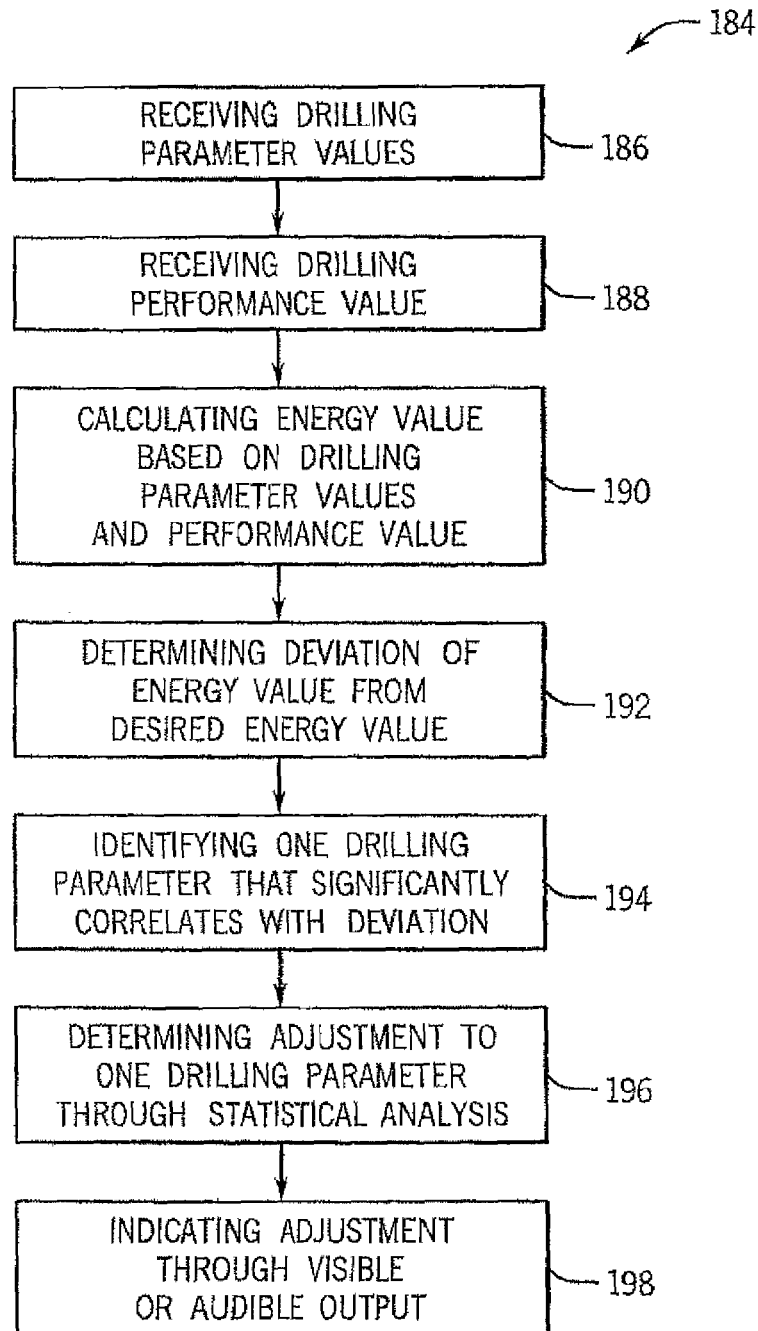 184
RECEIVING DRILLING
PARAMETER VALUES
186
RECEIVING DRILLING
PERFORMANCE VALUE
188
CALCULATING ENERGY VALUE
BASED ON DRILLING
PARAMETER VALUES
AND PERFORMANCE VALUE
190
DETERMINING DEVIATION OF
ENERGY VALUE FROM
DESIRED ENERGY VALUE
192
IDENTIFYING ONE DRILLING
PARAMETER THAT SIGNIFICANTLY
CORRELATES WITH DEVIATION
194
DETERMINING ADJUSTMENT TO
ONE DRILLING PARAMETER
THROUGH STATISTICAL ANALYSIS
196
INDICATING ADJUSTMENT
THROUGH VISIBLE
OR AUDIBLE OUTPUT
198